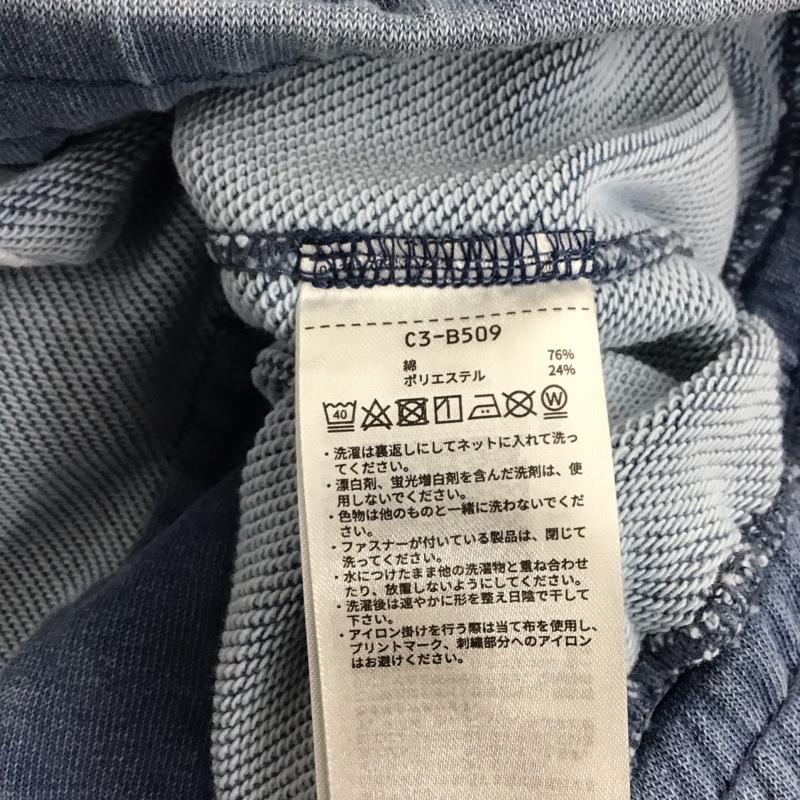 C3-B509
綿 76%
ポリエステル 24%
40 W
・洗濯は裏返しにしてネットに入れて洗っ
てください。
・漂白剤、蛍光増白剤を含んだ洗剤は、使
用しないでください。
・色物は他のものと一緒に洗わないでくだ
さい。
・ファスナーが付いている製品は、閉じて
洗ってください。
・水につけたまま他の洗濯物と重ね合わせ
たり、放置しないようにしてください。
・洗濯後は速やかに形を整え日陰で干して
下さい。
・アイロン掛けを行う際は当て布を使用し、
プリントマーク、刺繍部分へのアイロン
はお避けください。